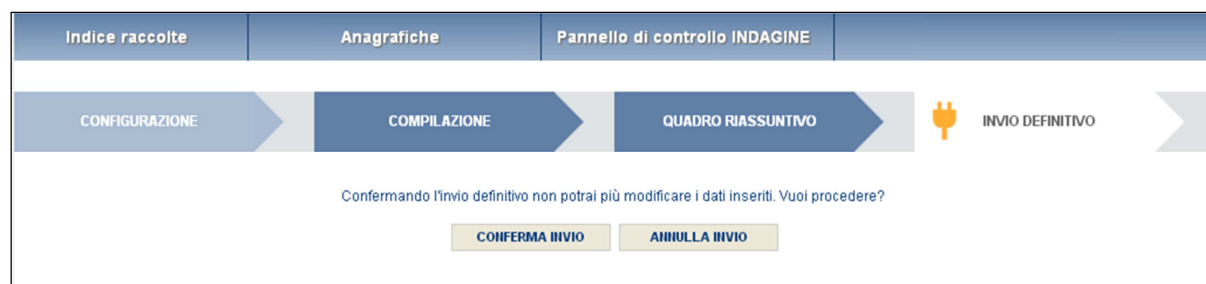 Indice raccolte Anagrafiche Pannello di controllo INDAGINE
CONFIGURAZIONE COMPILAZIONE QUADRO RIASSUNTIVO INVIO DEFINITIVO
Confermando l'invio definitivo non potrai più modificare i dati inseriti. Vuoi procedere?
CONFERMA INVIO ANNULLA INVIO